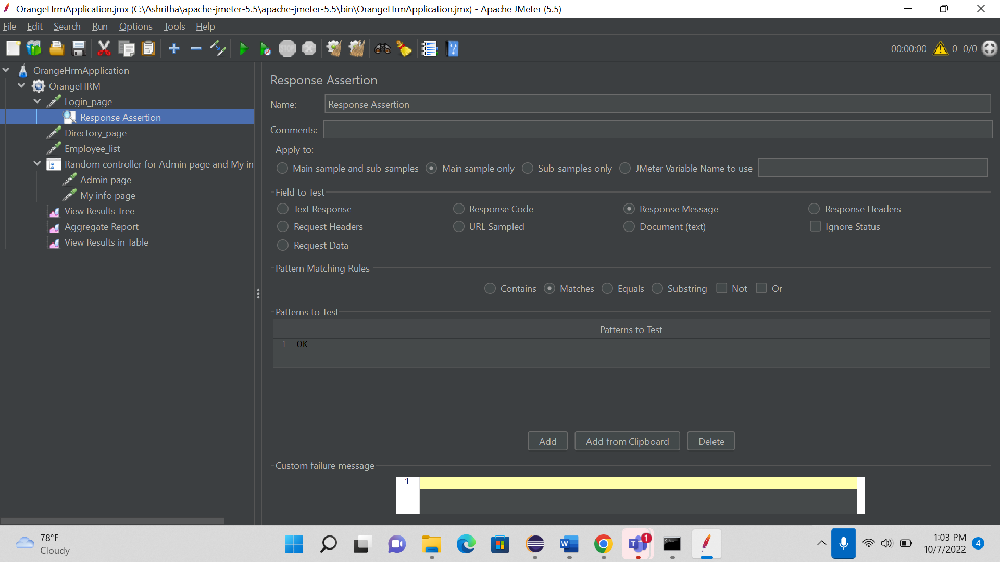 OrangeHrmApplication.jmx (C:\Ashritha\apache-jmeter-5.5\apache-jmeter-5.5\bin\OrangeHrmApplication.jmx) - Apache JMeter (5.5)
File Edit Search Run Options Tools Help
STOP
00:00:00 0 0/0
OrangeHrmApplication
OrangeHRM
Login_page
Response Assertion
Directory_page
Employee_list
Random controller for Admin page and My in
Admin page
My info page
View Results Tree
Aggregate Report
View Results in Table
Response Assertion
Name: Response Assertion
Comments:
Apply to:
Main sample and sub-samples Main sample only Sub-samples only JMeter Variable Name to use
Field to Test
Text Response Response Code Response Message Response Headers
Request Headers URL Sampled Document (text) Ignore Status
Request Data
Pattern Matching Rules
Contains Matches Equals Substring Not Or
Patterns to Test
Patterns to Test
1 OK
Add Add from Clipboard Delete
Custom failure message
1
78°F
Cloudy
W
T 1
1:03 PM
10/7/2022
4